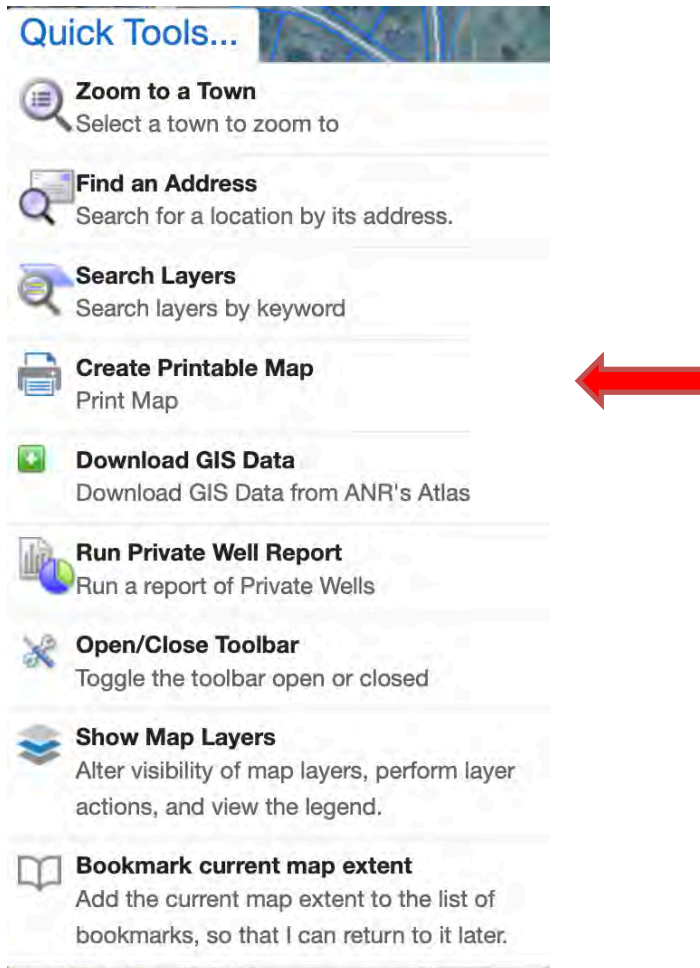 Quick Tools...
Zoom to a Town
Select a town to zoom to
Find an Address
Search for a location by its address.
Search Layers
Search layers by keyword
Create Printable Map
Print Map
Download GIS Data
Download GIS Data from ANR's Atlas
Run Private Well Report
Run a report of Private Wells
Open/Close Toolbar
Toggle the toolbar open or closed
Show Map Layers
Alter visibility of map layers, perform layer
actions, and view the legend.
Bookmark current map extent
Add the current map extent to the list of
bookmarks, so that I can return to it later.